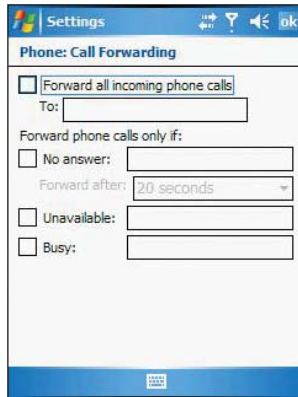 Settings ok
Phone: Call Forwarding
Forward all incoming phone calls
To:
Forward phone calls only if:
No answer:
Forward after: 20 seconds
Unavailable:
Busy: